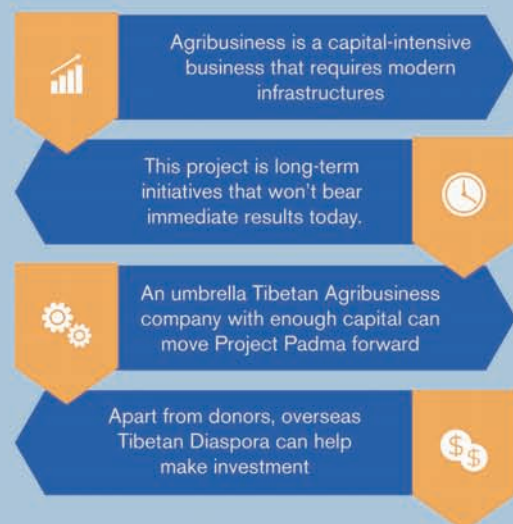 Agribusiness is a capital-intensive
business that requires modern
infrastructures
This project is long-term
initiatives that won't bear
immediate results today.
An umbrella Tibetan Agribusiness
company with enough capital can
move Project Padma forward
Apart from donors, overseas
Tibetan Diaspora can help
make investment
$
$